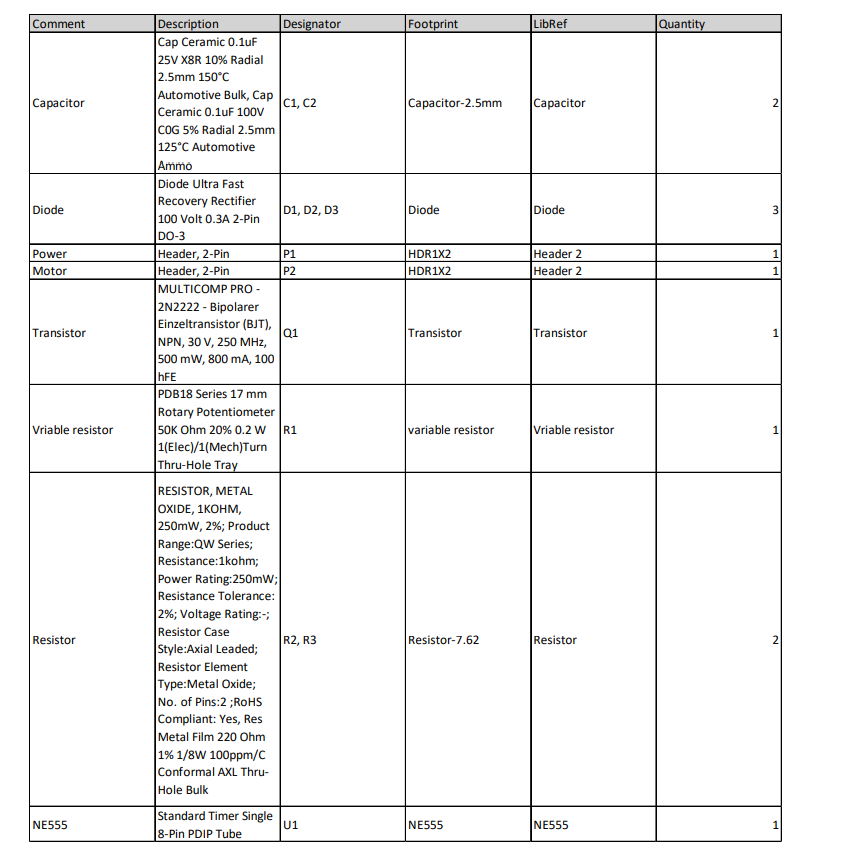 Comment Description Designator Footprint LibRef Quantity
Capacitor
Cap Ceramic 0.1uF
25V X8R 10% Radial
2.5mm 150°C
Automotive Bulk, Cap
Ceramic 0.1uF 100V
C0G 5% Radial 2.5mm
125°C Automotive
Ammo
C1, C2
Capacitor-2.5mm
Capacitor
2
Diode
Diode Ultra Fast
Recovery Rectifier
100 Volt 0.3A 2-Pin
DO-3
D1, D2, D3
Diode
Diode
3
Power Header, 2-Pin P1 HDR1X2 Header 2 1
Motor Header, 2-Pin P2 HDR1X2 Header 2 1
Transistor
MULTICOMP PRO -
2N2222 - Bipolarer
Einzeltransistor (BJT),
NPN, 30 V, 250 MHz,
500 mW, 800 mA, 100
hFE
Q1
Transistor
Transistor
1
Vriable resistor
PDB18 Series 17 mm
Rotary Potentiometer
50K Ohm 20% 0.2 W
1(Elec)/1(Mech)Turn
Thru-Hole Tray
R1
variable resistor
Vriable resistor
1
Resistor
RESISTOR, METAL
OXIDE, 1KOHM,
250mW, 2%; Product
Range:QW Series;
Resistance:1kohm;
Power Rating:250mW;
Resistance Tolerance:
2%; Voltage Rating:-;
Resistor Case
Style:Axial Leaded;
Resistor Element
Type:Metal Oxide;
No. of Pins:2 ;RoHS
Compliant: Yes, Res
Metal Film 220 Ohm
1% 1/8W 100ppm/C
Conformal AXL Thru-
Hole Bulk
R2, R3
Resistor-7.62
Resistor
2
NE555
Standard Timer Single
8-Pin PDIP Tube
U1
NE555
NE555
1